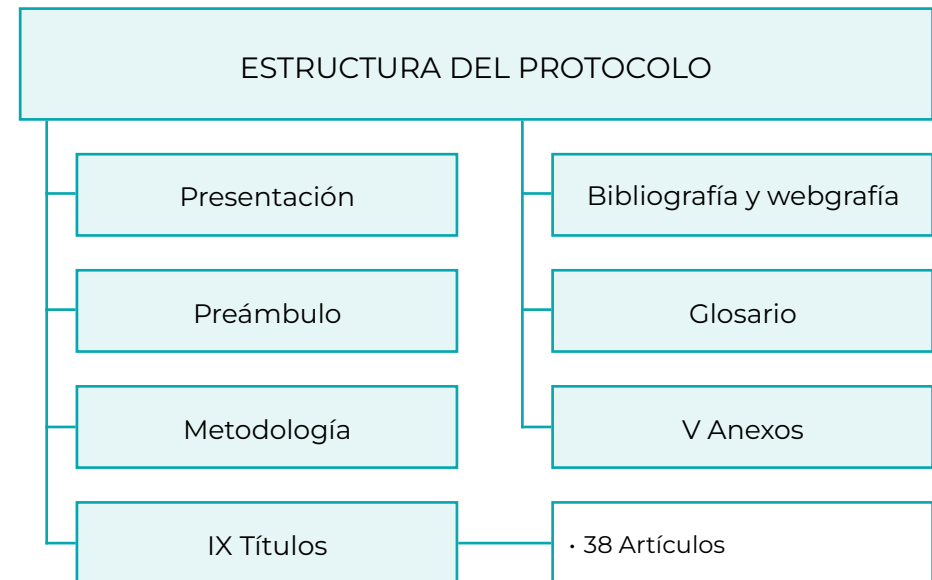 ESTRUCTURA DEL PROTOCOLO
Presentación
Preámbulo
Metodología
IX Títulos
• 38 Artículos
Bibliografía y webgrafía
Glosario
V Anexos